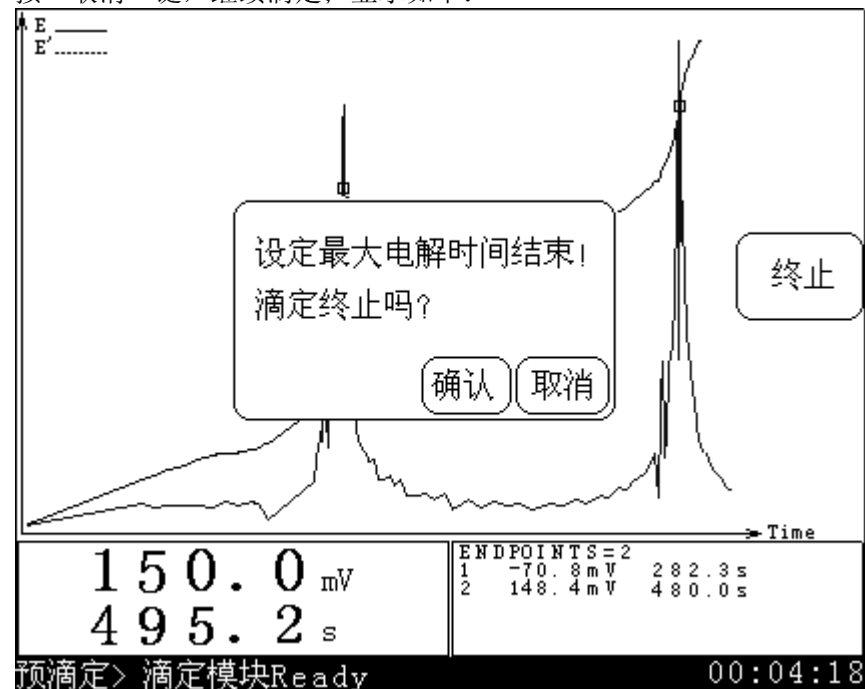 E
E'
设定最大电解时间结束!
滴定终止吗?
确认 取消
终止
Time
150.0 mV
495.2 s
ENDPOINTS=2
1 -70.8mV 282.3s
2 148.4mV 480.0s
预滴定> 滴定模块Ready 00:04:18